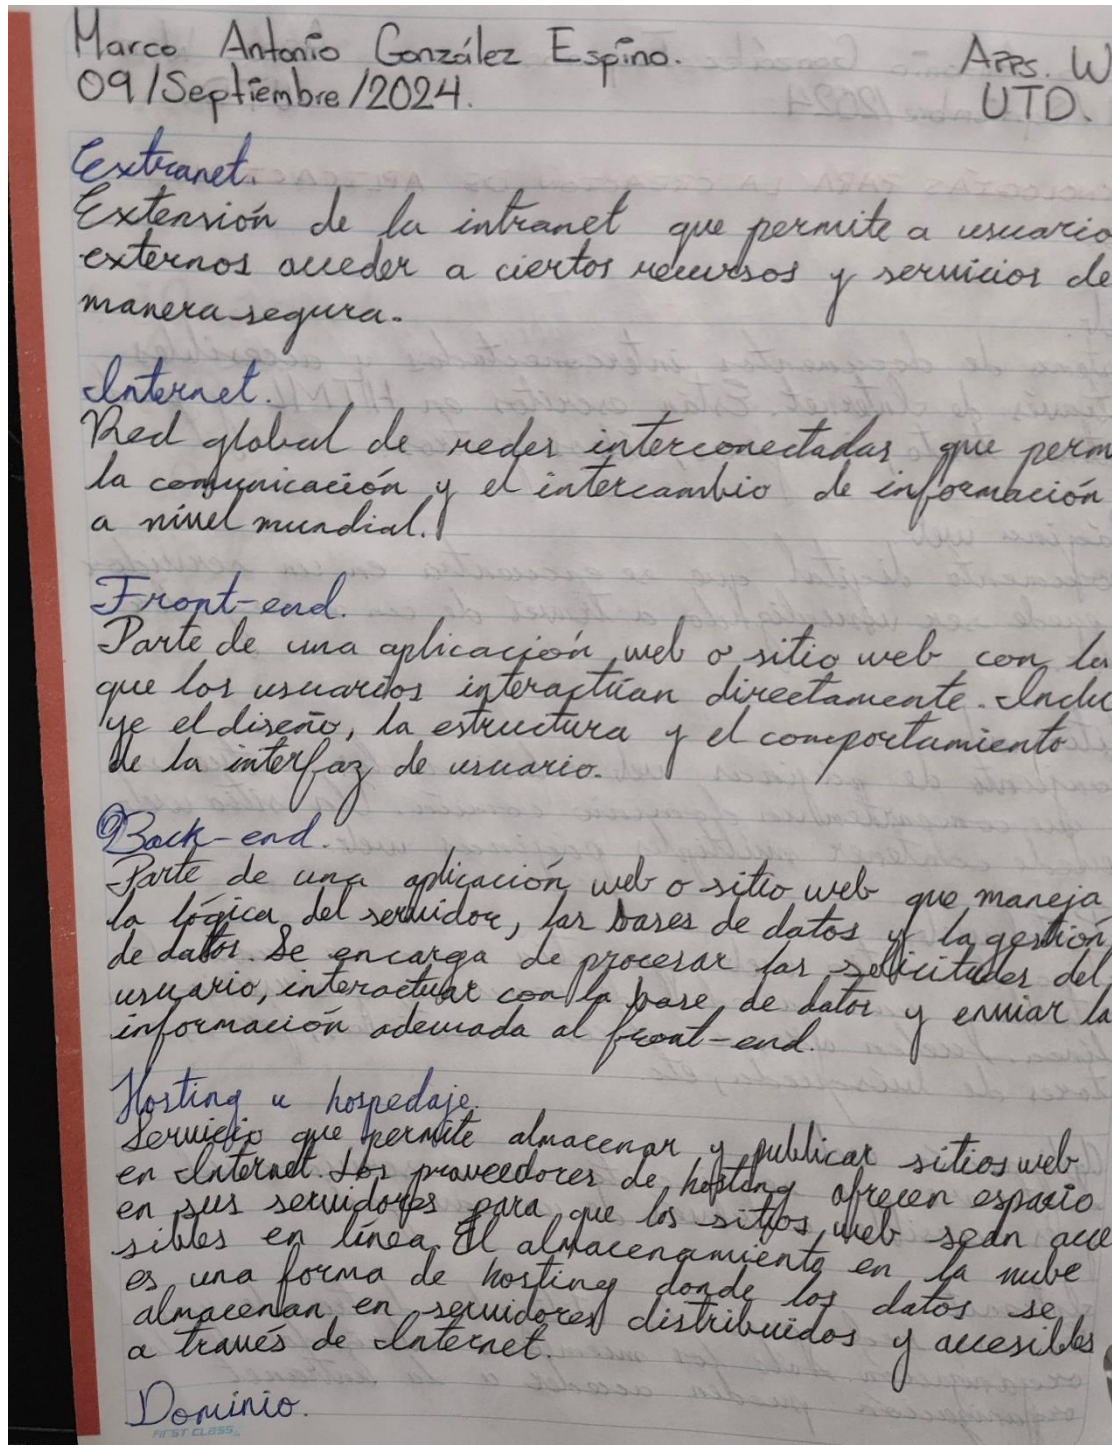 Marco Antonio González Espino. Apps. W
09/Septiembre/2024. UTD.
Extranet.
Extensión de la intranet que permite a usuario
externos acceder a ciertos recursos y servicios de
manera segura.
Internet.
Red global de redes interconectadas que perm
la comunicación y el intercambio de información
a nivel mundial.
Front-end.
Parte de una aplicación web o sitio web con la
que los usuarios interactúan directamente. Inclu
ye el diseño, la estructura y el comportamiento
de la interfaz de usuario.
Back-end.
Parte de una aplicación web o sitio web que maneja
la lógica del servidor, las bases de datos y la gestión
de datos. Se encarga de procesar las solicitudes del
usuario, interactuar con la base de datos y enviar la
información adecuada al front-end.
Hosting u hospedaje.
Servicio que permite almacenar y publicar sitios web
en Internet. Los proveedores de hosting ofrecen espacio
en sus servidores para que los sitios web sean acce
sibles en línea. El almacenamiento en la nube
es una forma de hosting donde los datos se
almacenan en servidores distribuidos y accesibles
a través de Internet.
Dominio.
FIRST CLASS